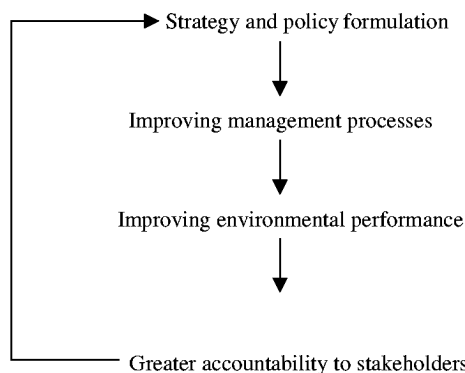 Strategy and policy formulation
Improving management processes
Improving environmental performance
Greater accountability to stakeholders